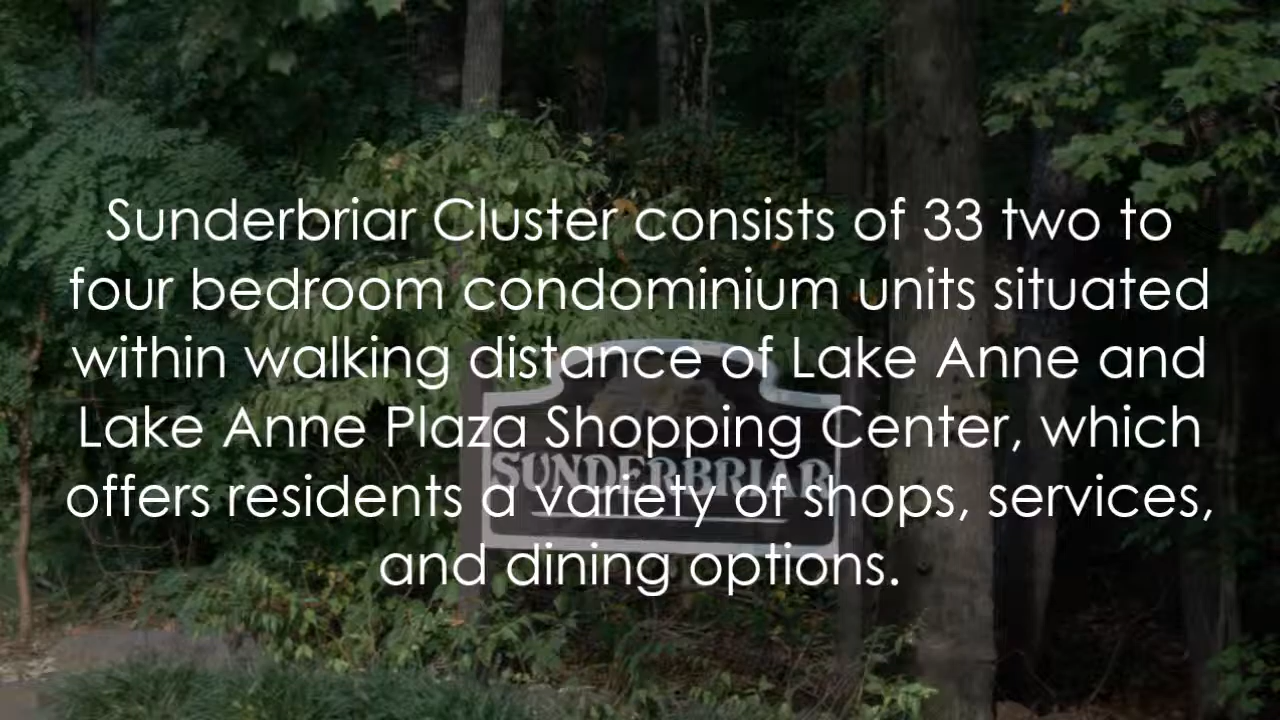 Sunderbriar Cluster consists of 33 two to
four bedroom condominium units situated
within walking distance of Lake Anne and
Lake Anne Plaza Shopping Center, which
offers residents a variety of shops, services,
and dining options.
SUNDERBRIAR